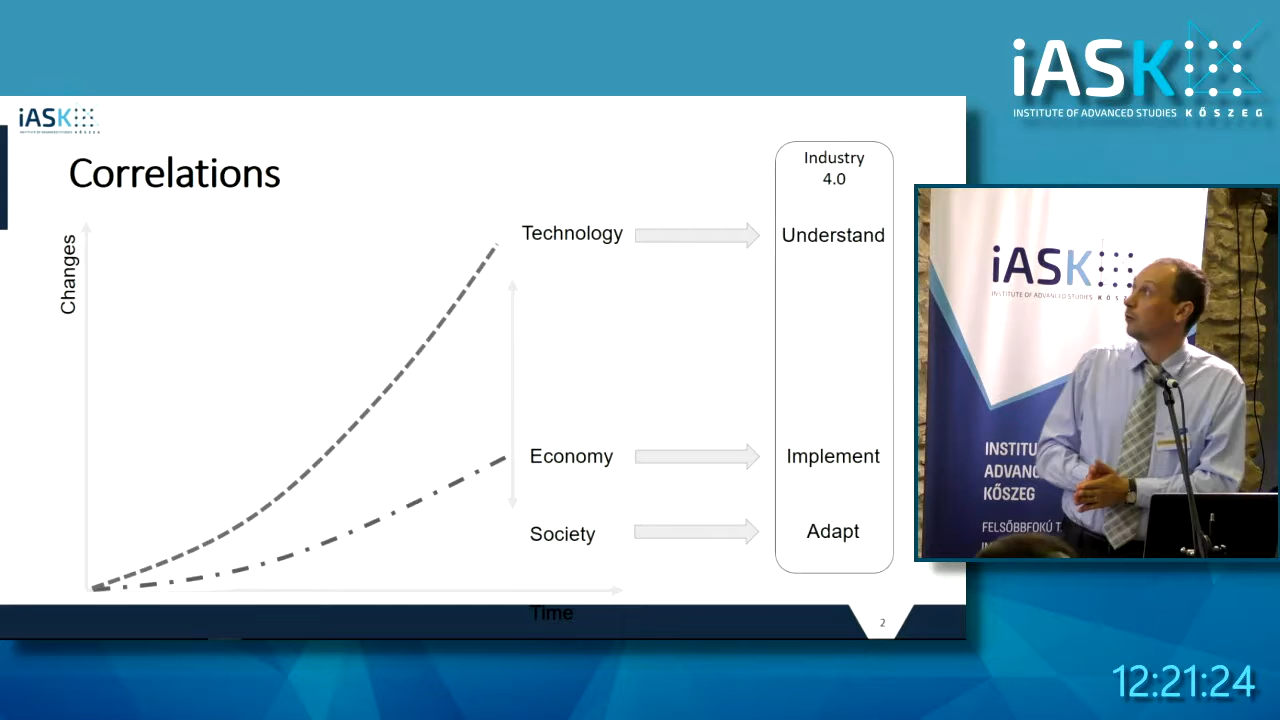 iASK
INSTITUTE OF ADVANCED STUDIES KŐSZEG
iASK
Correlations
Industry
4.0
Changes
Technology
Understand
Economy
Implement
Society
Adapt
Time
2
iASK
INSTITUTE OF ADVANCED STUDIES
INSTITU
ADVANC
KŐSZEG
FELSŐBBFOKÚ T
12:21:24